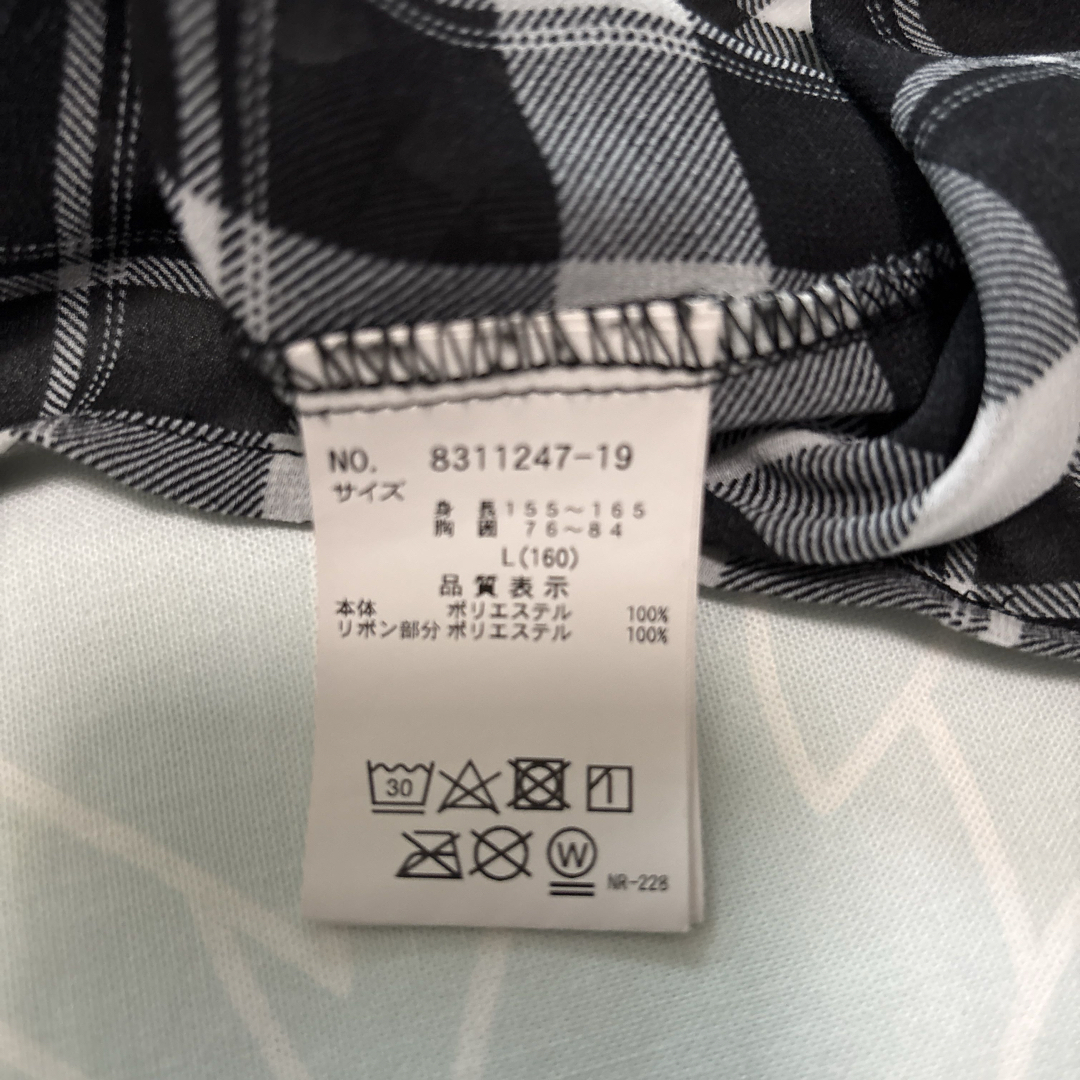 NO. 8311247-19
サイズ
身長155～165
胸囲 76～84
L(160)
品質表示
本体 ポリエステル 100%
リボン部分 ポリエステル 100%
30
W
NR-228